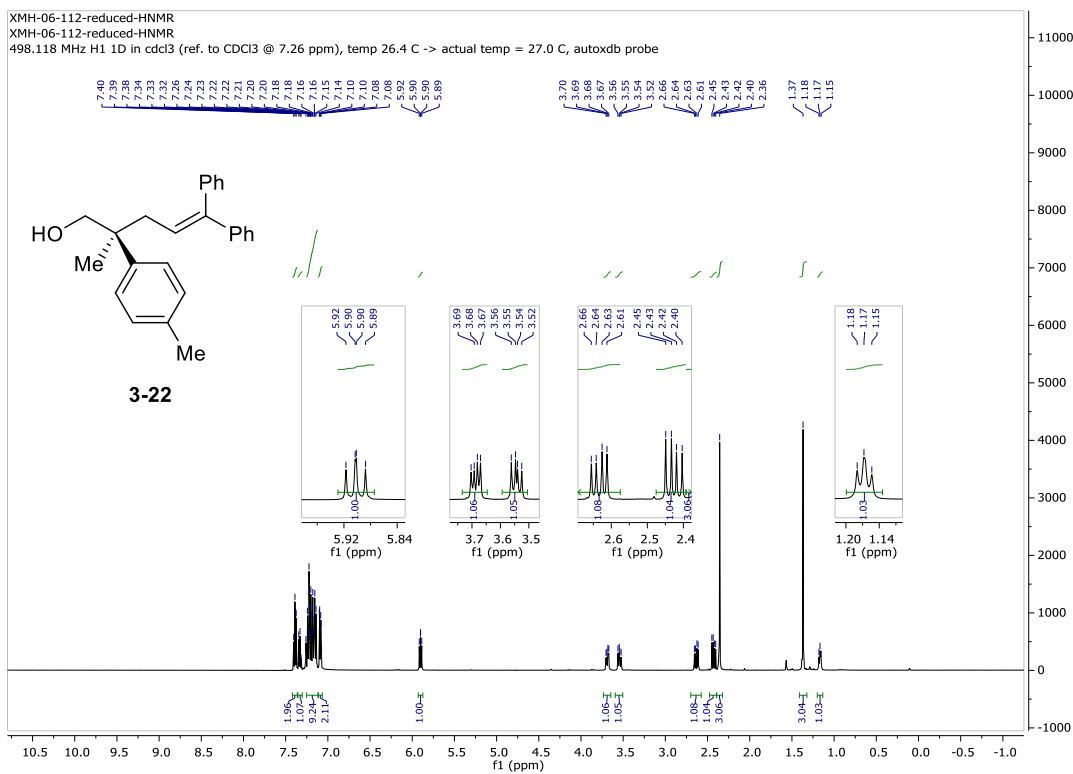 XMH-06-112-reduced-HNMR
XMH-06-112-reduced-HNMR
498.118 MHz H1 1D in cdcl3 (ref. to CDCl3 @ 7.26 ppm), temp 26.4 C -> actual temp = 27.0 C, autoxdb probe
7.40 7.39 7.38 7.34 7.33 7.32 7.26 7.24 7.23 7.22 7.22 7.21 7.20 7.20 7.18 7.18 7.16 7.16 7.15 7.14 7.10 7.10 7.08 7.08 5.92 5.90 5.90 5.89 3.70 3.69 3.68 3.67 3.56 3.55 3.54 3.52 2.66 2.64 2.63 2.61 2.45 2.43 2.42 2.40 2.36 1.37 1.18 1.17 1.15
Ph
HO
Ph
Me
Me
3-22
5.92 5.90 5.90 5.89
1.00
5.92 5.84
f1 (ppm)
3.69 3.68 3.67 3.56 3.55 3.54 3.52
1.06 1.05
3.7 3.6 3.5
f1 (ppm)
2.66 2.64 2.63 2.61 2.45 2.43 2.42 2.40
1.08 1.04 3.06
2.6 2.5 2.4
f1 (ppm)
1.18 1.17 1.15
1.03
1.20 1.14
f1 (ppm)
11000
10000
9000
8000
7000
6000
5000
4000
3000
2000
1000
0
-1000
1.96 1.07 9.24 2.11 1.00 1.06 1.05 1.08 1.04 3.06 3.04 1.03
10.5 10.0 9.5 9.0 8.5 8.0 7.5 7.0 6.5 6.0 5.5 5.0 4.5 4.0 3.5 3.0 2.5 2.0 1.5 1.0 0.5 0.0 -0.5 -1.0
f1 (ppm)